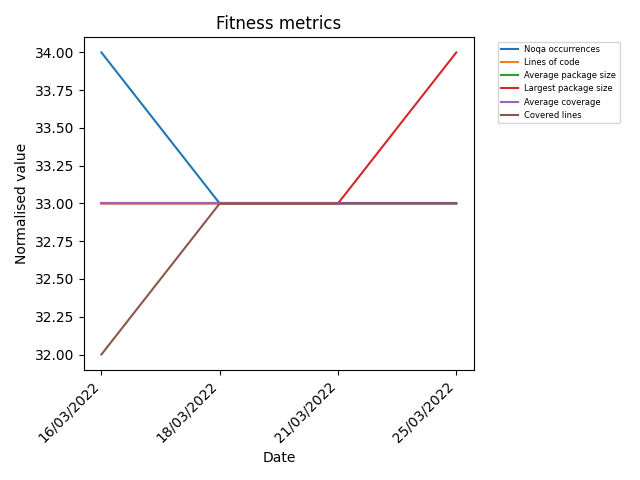 Fitness metrics
Normalised value
34.00
33.75
33.50
33.25
33.00
32.75
32.50
32.25
32.00
16/03/2022
18/03/2022
21/03/2022
25/03/2022
Date
Noqa occurrences
Lines of code
Average package size
Largest package size
Average coverage
Covered lines